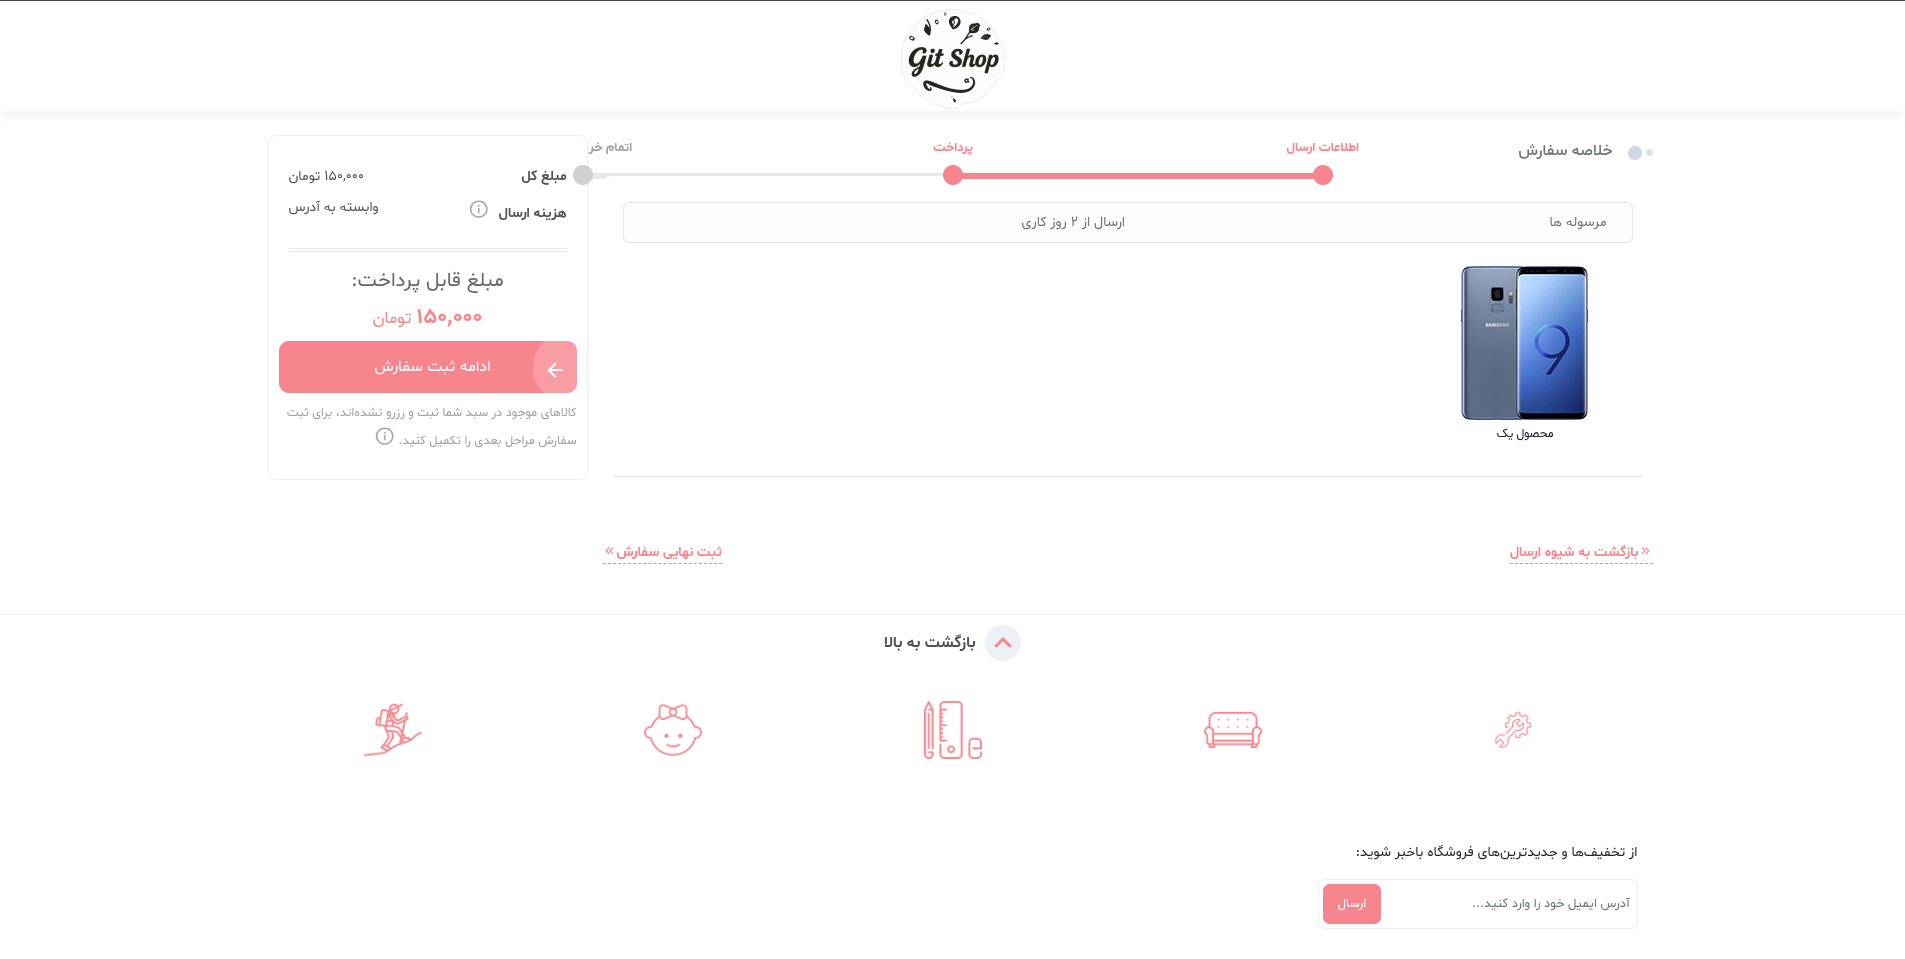 Git Shop
خلاصه سفارش
اطلاعات ارسال
پرداخت
اتمام خر
مرسوله ها
ارسال از ۲ روز کاری
SAMSUNG
9
محصول یک
مبلغ کل
۱۵۰,۰۰۰ تومان
هزینه ارسال
وابسته به آدرس
مبلغ قابل پرداخت:
۱۵۰,۰۰۰ تومان
ادامه ثبت سفارش
کالاهای موجود در سبد شما ثبت و رزرو نشده‌اند، برای ثبت
سفارش مراحل بعدی را تکمیل کنید.
« بازگشت به شیوه ارسال
ثبت نهایی سفارش »
بازگشت به بالا
از تخفیف‌ها و جدیدترین‌های فروشگاه باخبر شوید:
آدرس ایمیل خود را وارد کنید...
ارسال